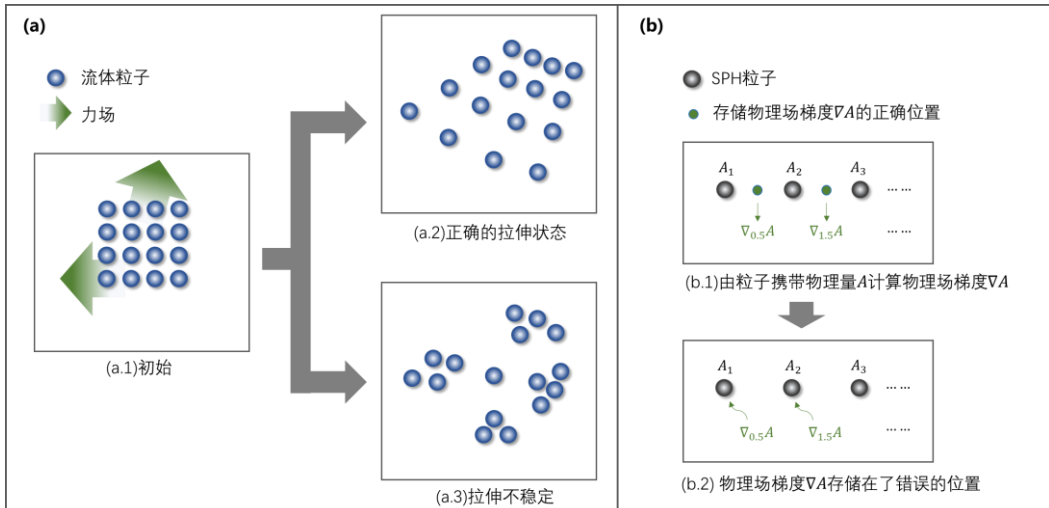 (a)
流体粒子
力场
(a.1)初始
(a.2)正确的拉伸状态
(a.3)拉伸不稳定
(b)
SPH粒子
存储物理场梯度∇A的正确位置
A₁ A₂ A₃ ……
∇₀.₅A ∇₁.₅A ……
(b.1)由粒子携带物理量A计算物理场梯度∇A
A₁ A₂ A₃ ……
∇₀.₅A ∇₁.₅A ……
(b.2) 物理场梯度∇A存储在了错误的位置